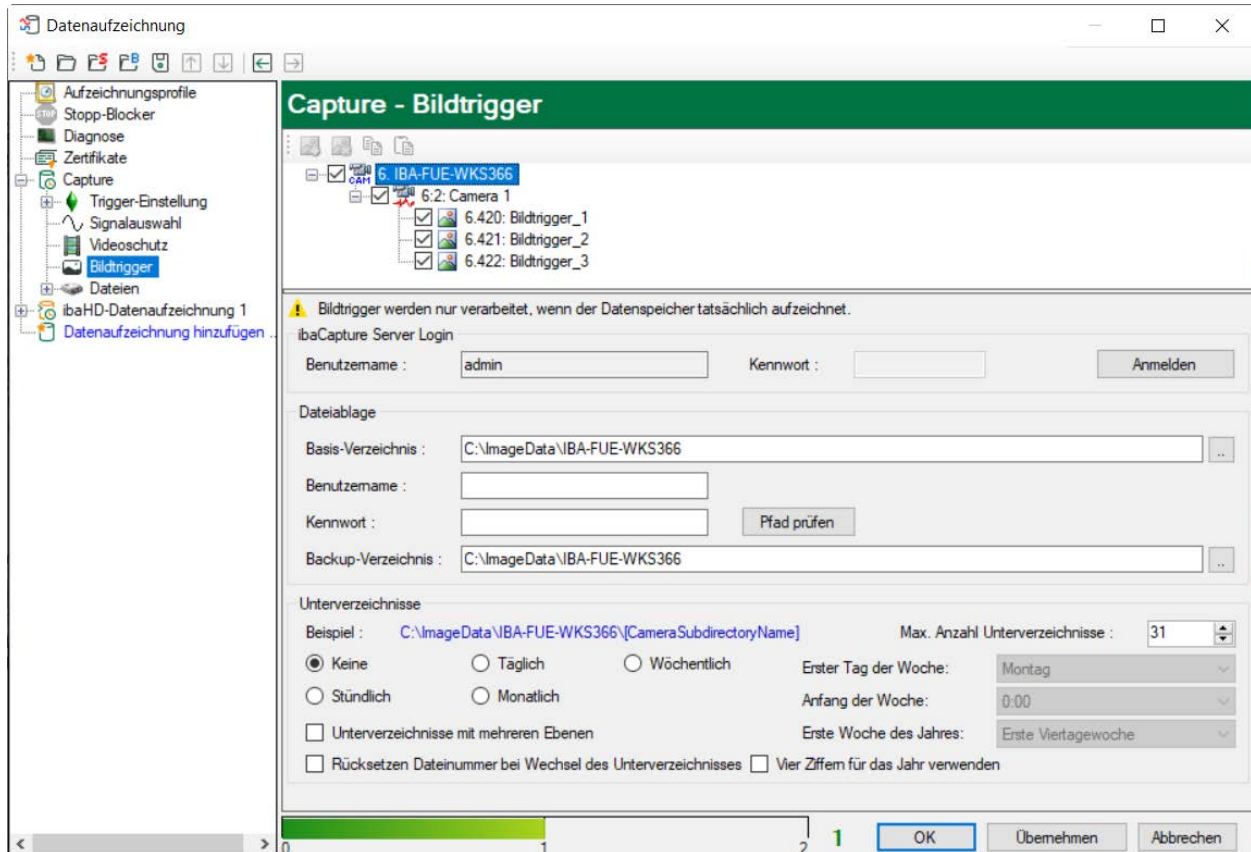 Datenaufzeichnung
Aufzeichnungsprofile
STOP Stopp-Blocker
Diagnose
Zertifikate
Capture
Trigger-Einstellung
Signalauswahl
Videoschutz
Bildtrigger
Dateien
ibaHD-Datenaufzeichnung 1
Datenaufzeichnung hinzufügen ..
Capture - Bildtrigger
CAM 6. IBA-FUE-WKS366
6:2: Camera 1
6.420: Bildtrigger_1
6.421: Bildtrigger_2
6.422: Bildtrigger_3
Bildtrigger werden nur verarbeitet, wenn der Datenspeicher tatsächlich aufzeichnet.
ibaCapture Server Login
Benutzername : admin Kennwort : Anmelden
Dateiablage
Basis-Verzeichnis : C:\ImageData\IBA-FUE-WKS366 ..
Benutzername :
Kennwort : Pfad prüfen
Backup-Verzeichnis : C:\ImageData\IBA-FUE-WKS366 ..
Unterverzeichnisse
Beispiel : C:\ImageData\IBA-FUE-WKS366\[CameraSubdirectoryName] Max. Anzahl Unterverzeichnisse : 31
Keine Täglich Wöchentlich Erster Tag der Woche: Montag
Stündlich Monatlich Anfang der Woche: 0:00
Unterverzeichnisse mit mehreren Ebenen Erste Woche des Jahres: Erste Viertagewoche
Rücksetzen Dateinummer bei Wechsel des Unterverzeichnisses Vier Ziffern für das Jahr verwenden
0 1 2 1 OK Übernehmen Abbrechen